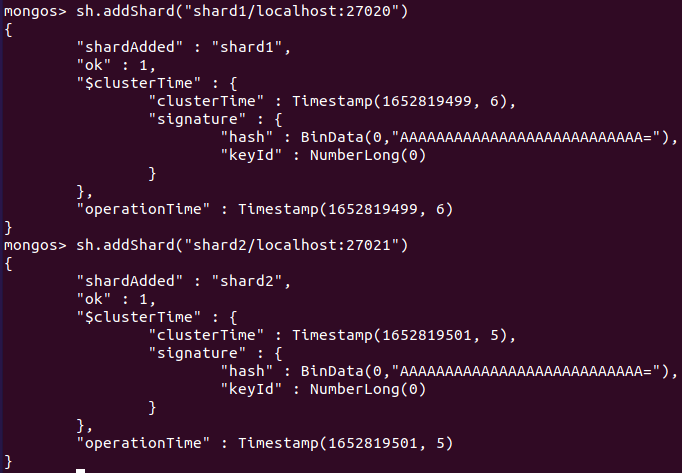 mongos> sh.addShard("shard1/localhost:27020")
{
        "shardAdded" : "shard1",
        "ok" : 1,
        "$clusterTime" : {
                "clusterTime" : Timestamp(1652819499, 6),
                "signature" : {
                        "hash" : BinData(0,"AAAAAAAAAAAAAAAAAAAAAAAAAAA="),
                        "keyId" : NumberLong(0)
                }
        },
        "operationTime" : Timestamp(1652819499, 6)
}
mongos> sh.addShard("shard2/localhost:27021")
{
        "shardAdded" : "shard2",
        "ok" : 1,
        "$clusterTime" : {
                "clusterTime" : Timestamp(1652819501, 5),
                "signature" : {
                        "hash" : BinData(0,"AAAAAAAAAAAAAAAAAAAAAAAAAAA="),
                        "keyId" : NumberLong(0)
                }
        },
        "operationTime" : Timestamp(1652819501, 5)
}